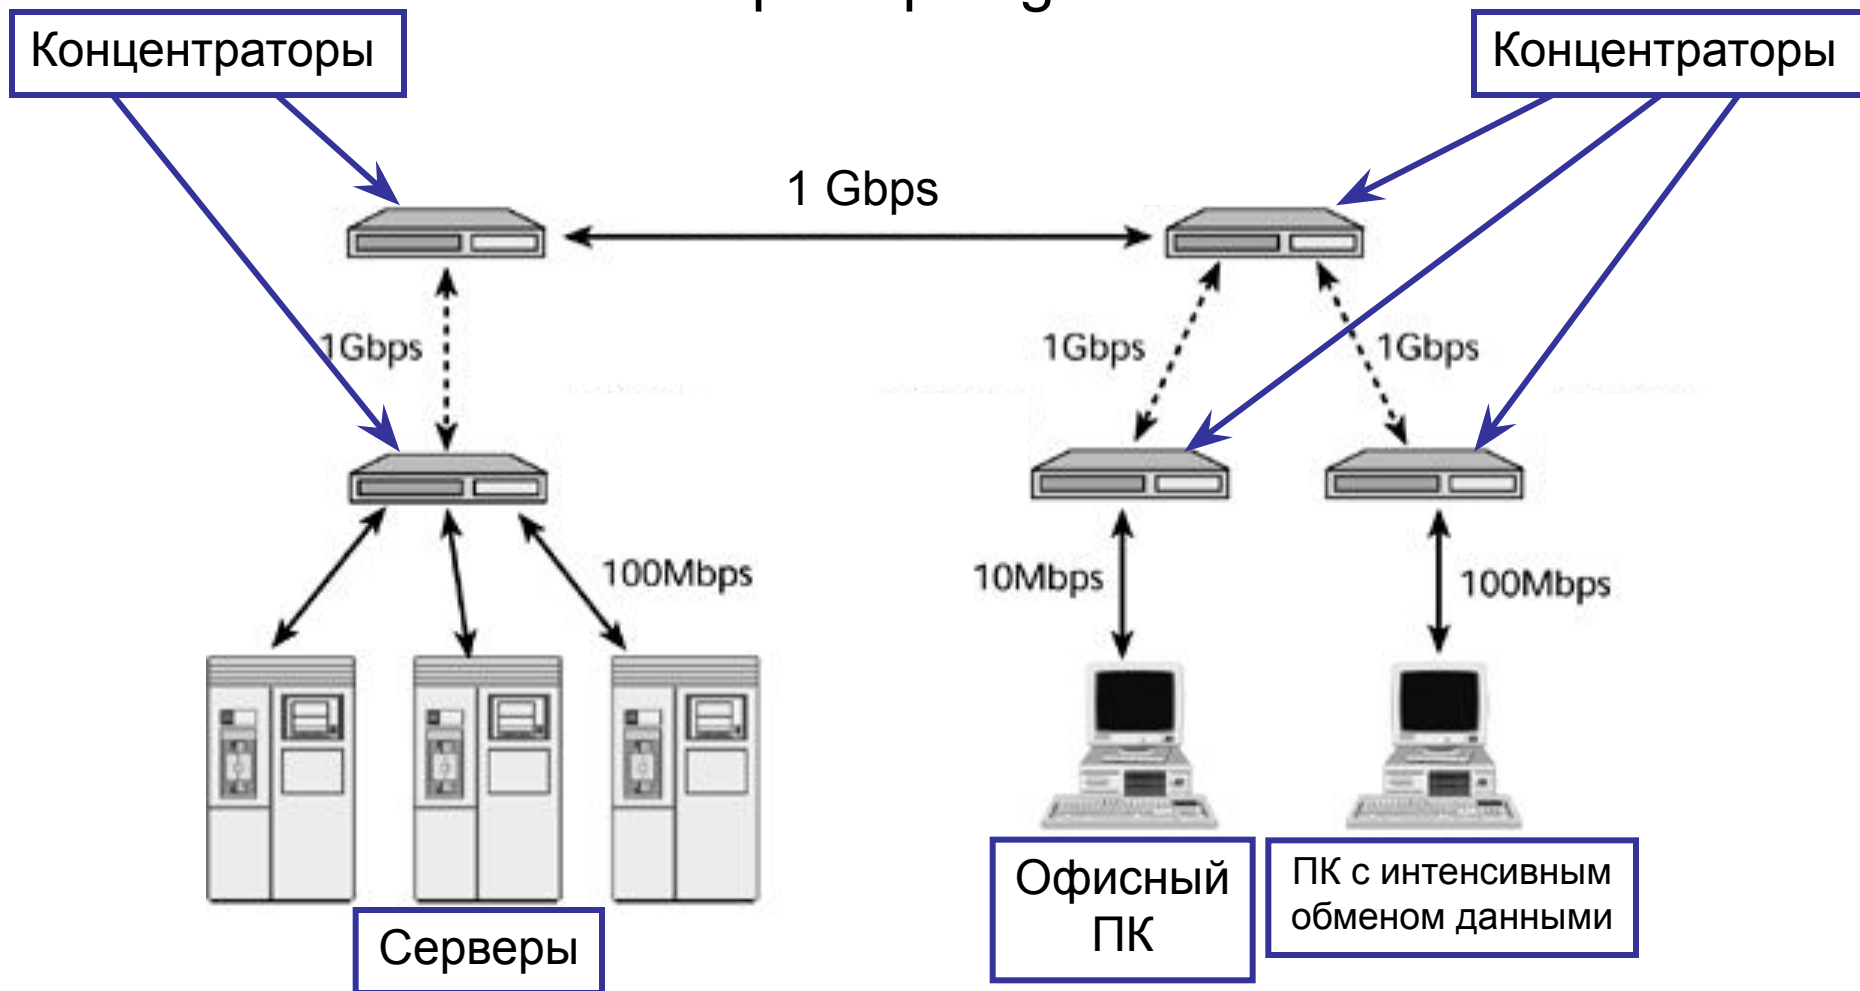 Концентраторы
Концентраторы
1 Gbps
1Gbps
1Gbps
1Gbps
100Mbps
10Mbps
100Mbps
Офисный
ПК
ПК с интенсивным
обменом данными
Серверы